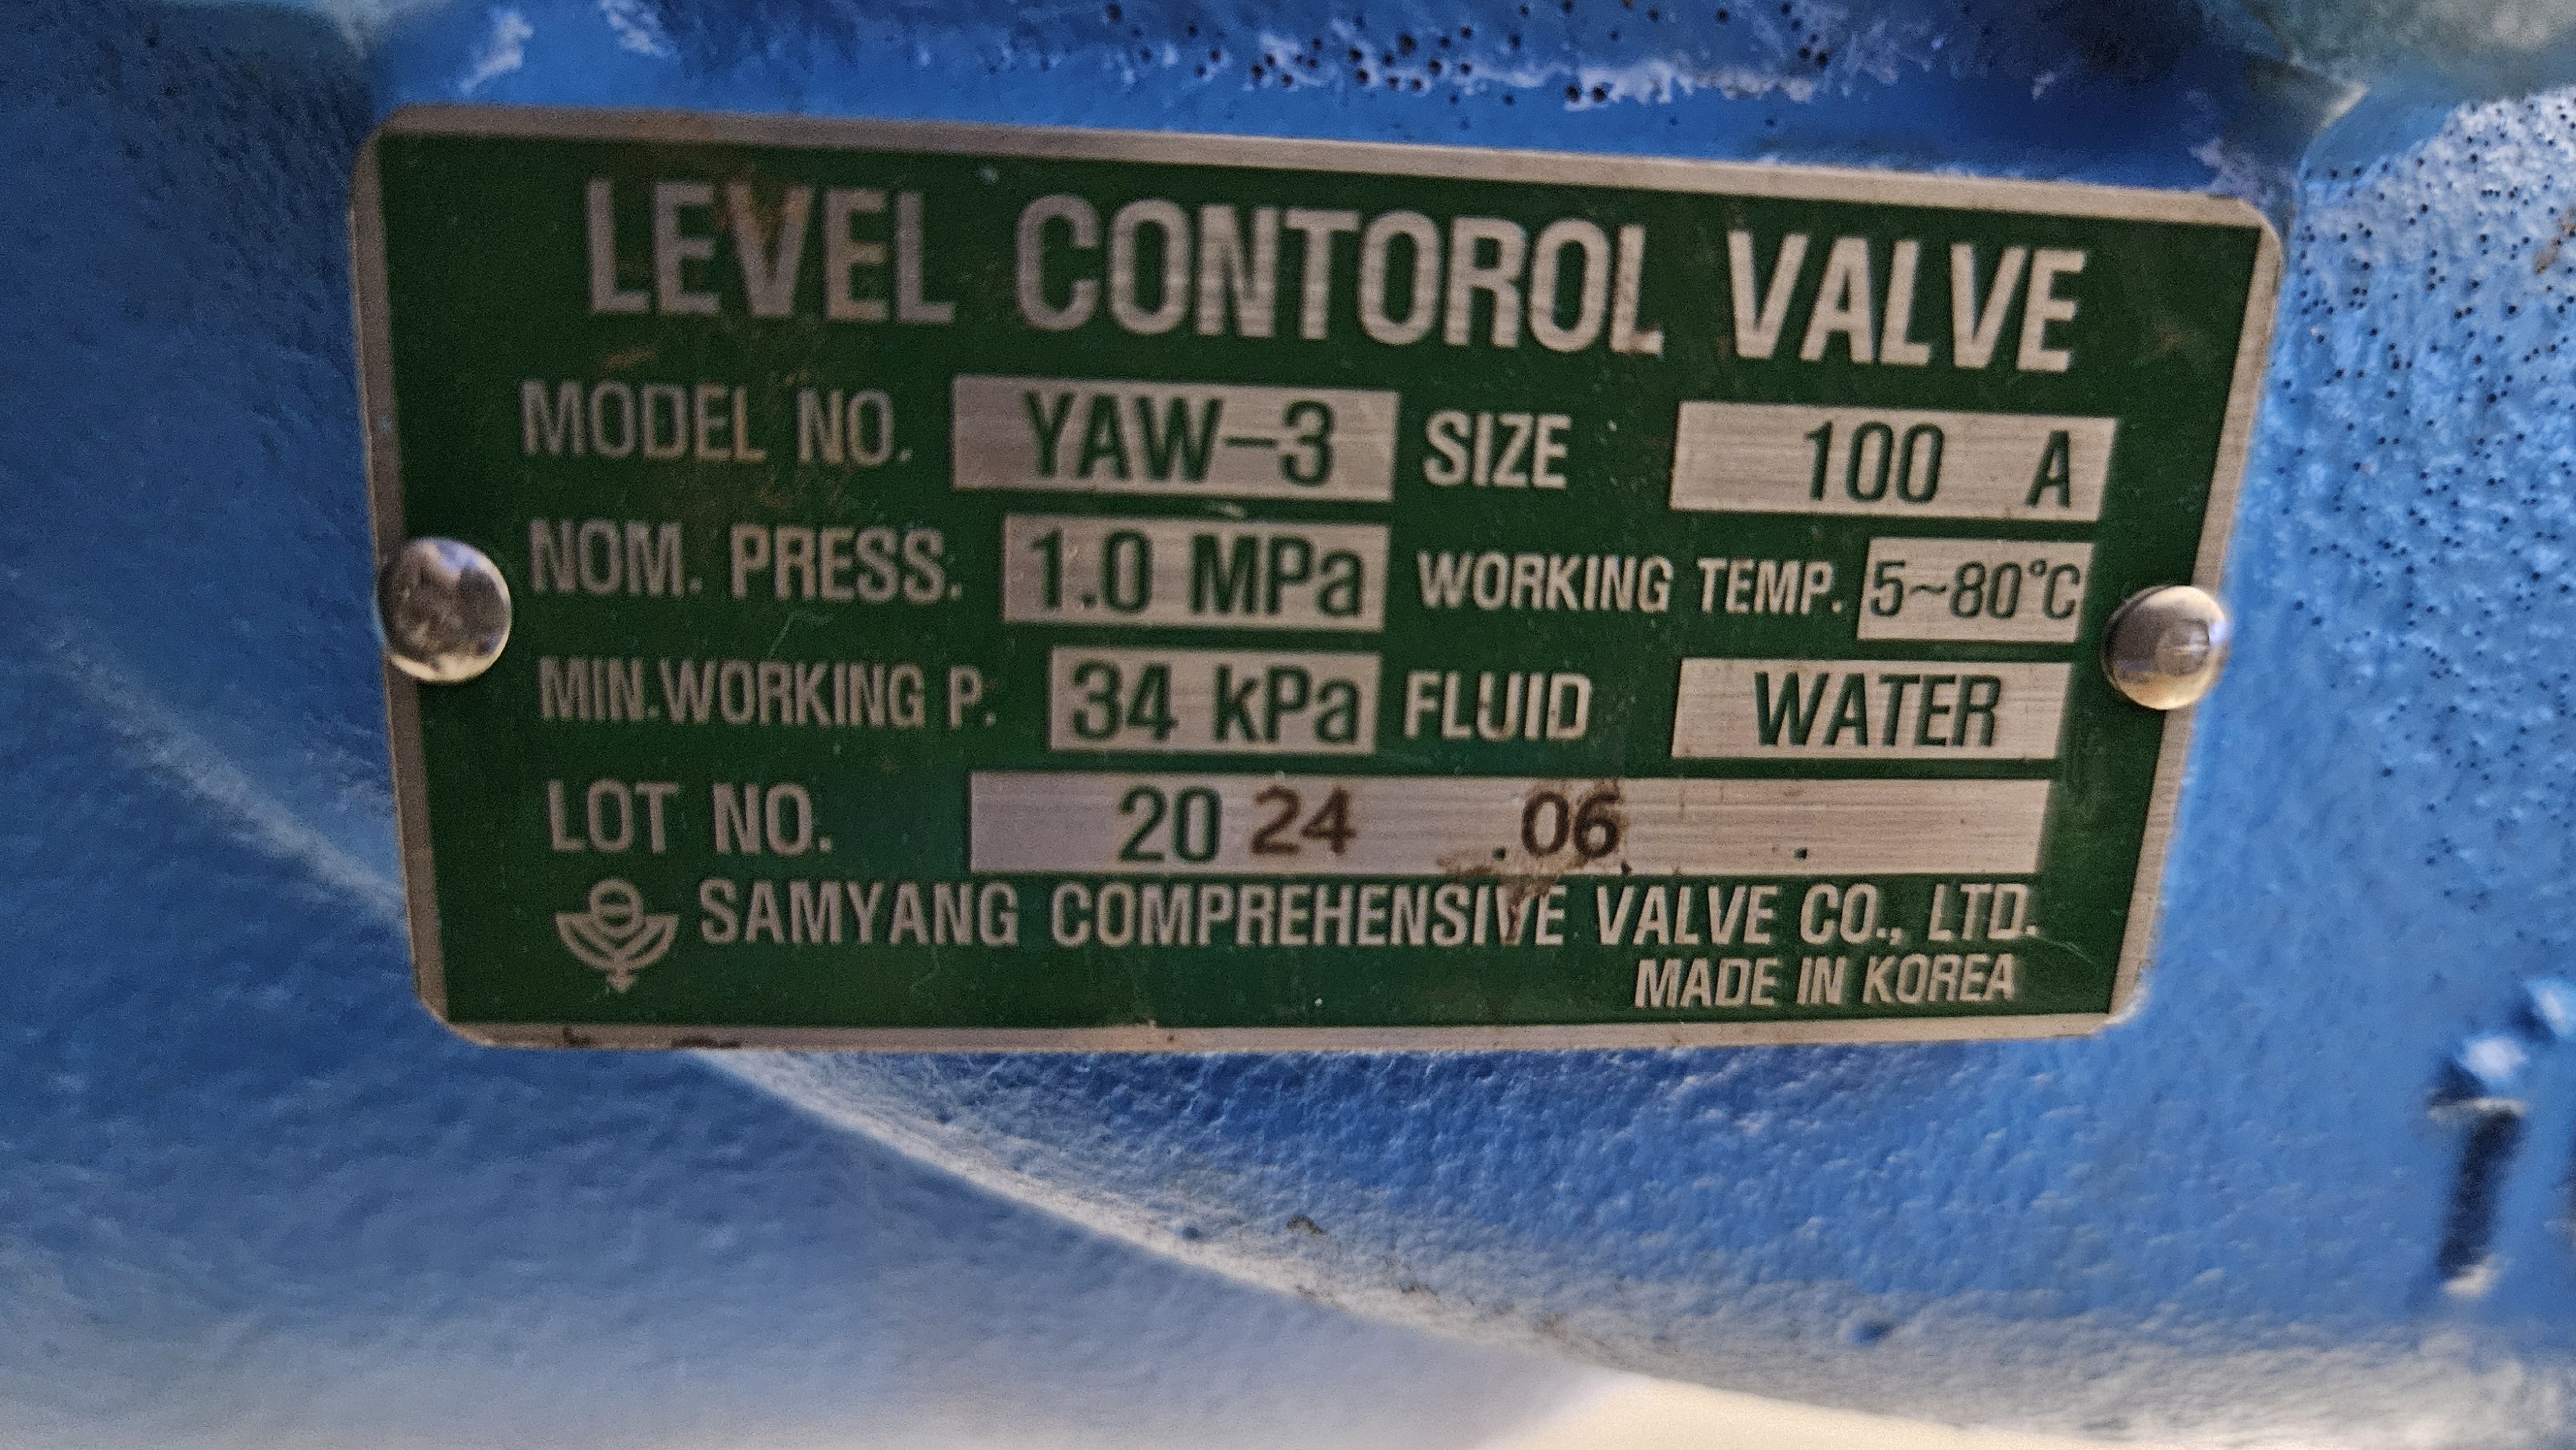 LEVEL CONTOROL VALVE
MODEL NO. YAW-3 SIZE 100 A
NOM. PRESS. 1.0 MPa WORKING TEMP. 5~80°C
MIN.WORKING P. 34 kPa FLUID WATER
LOT NO. 2024 .06 .
SAMYANG COMPREHENSIVE VALVE CO., LTD.
MADE IN KOREA